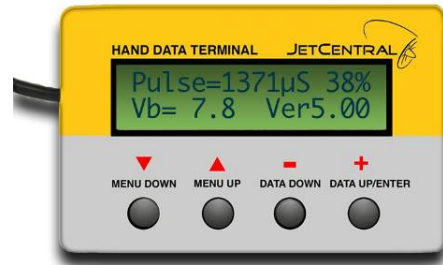 HAND DATA TERMINAL JETCENTRAL
Pulse=1371µS 38%
Vb= 7.8 Ver5.00
MENU DOWN MENU UP DATA DOWN DATA UP/ENTER